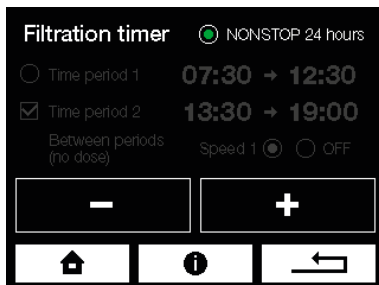 Filtration timer NONSTOP 24 hours
Time period 1 07:30 → 12:30
Time period 2 13:30 → 19:00
Between periods
(no dose) Speed 1 OFF
− +